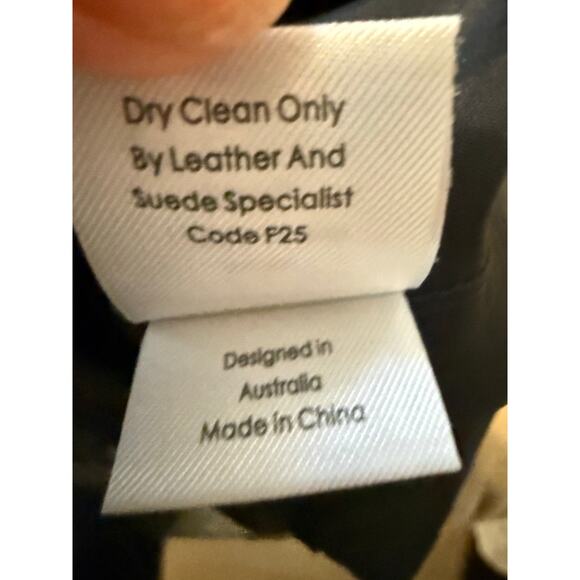 Dry Clean Only
By Leather And
Suede Specialist
Code P25
Designed in
Australia
Made in China